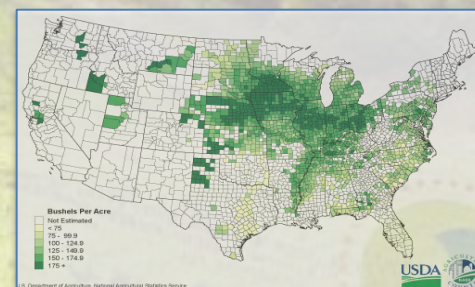 Bushels Per Acre
Not Estimated
< 75
75 - 99.9
100 - 124.9
125 - 149.9
150 - 174.9
175 +
U.S. Department of Agriculture, National Agricultural Statistics Service
USDA